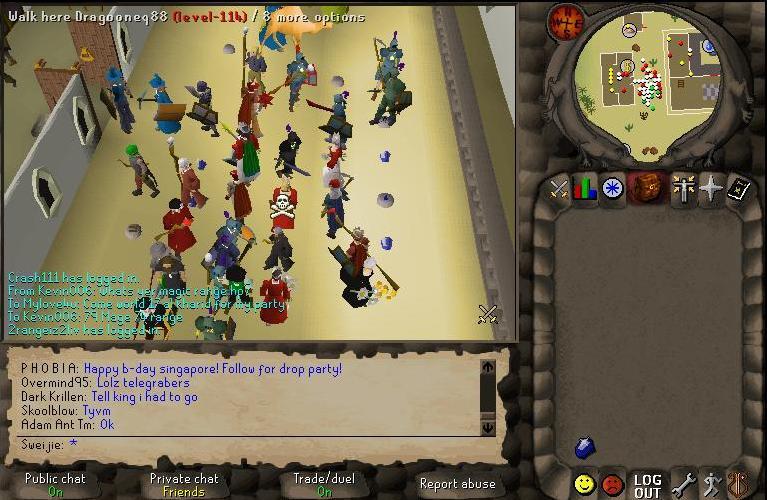 Walk here Dragooneq88 (level-114) / 8 more options
Crash111 has logged in.
From Kevin006: Whats yer magic range hp?
To Mylove4u: Come world 17 al kharid for my party
To Kevin006: 79 Mage 79 range
has logged in.
P H O B I A: Happy b-day singapore! Follow for drop party!
Overmind95: Lolz telegrabers
Dark Krillen: Tell king i had to go
Skoolblow: Tyvm
Adam Ant Tm: Ok
Sweijie: *
Public chat
On
Private chat
Friends
Trade/duel
On
Report abuse
LOG
OUT